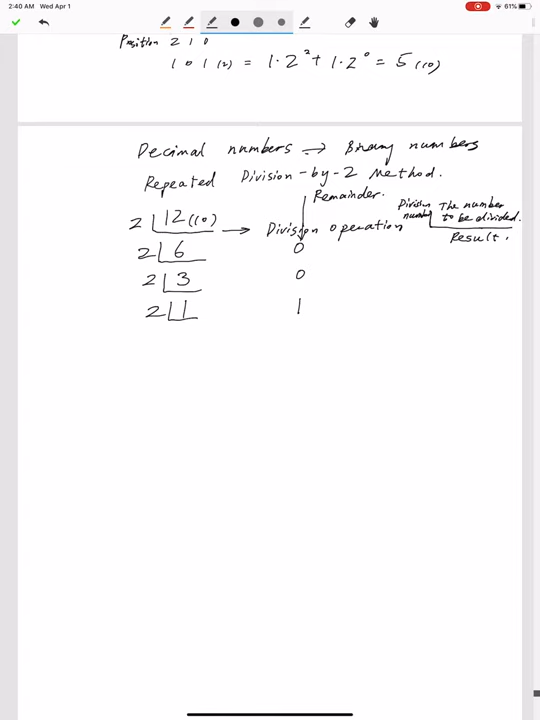 2:40 AM Wed Apr 1
61%
Position 2 1 0
1 0 1 (2) = 1·2² + 1·2⁰ = 5 (10)
Decimal numbers → Binary numbers
Repeated Division-by-2 Method.
Remainder.
2 12 (10) → Division operation
Division number The number to be divided.
Result.
2 6 0
2 3 0
2 1 1